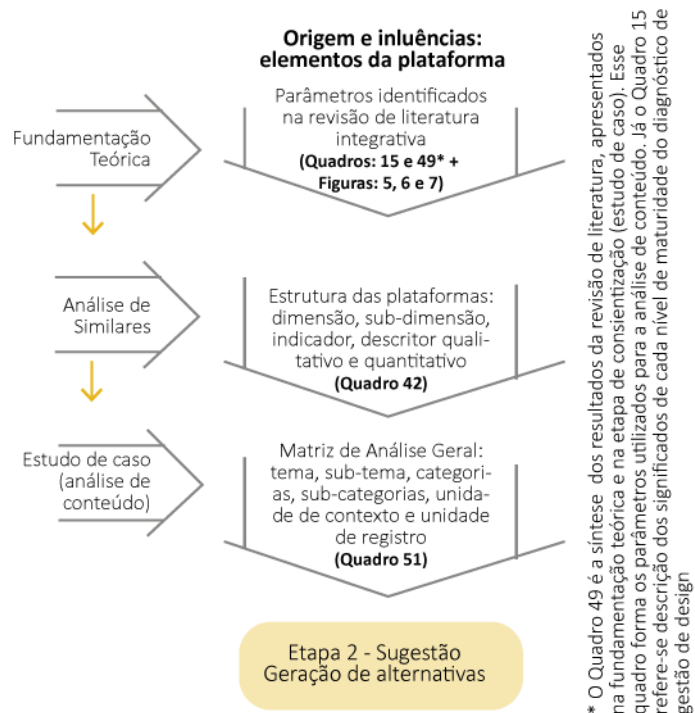 Origem e inluências:
elementos da plataforma
Fundamentação
Teórica
Parâmetros identificados
na revisão de literatura
integrativa
(Quadros: 15 e 49* +
Figuras: 5, 6 e 7)
Análise de
Similares
Estrutura das plataformas:
dimensão, sub-dimensão,
indicador, descritor quali-
tativo e quantitativo
(Quadro 42)
Estudo de caso
(análise de
conteúdo)
Matriz de Análise Geral:
tema, sub-tema, categori-
as, sub-categorias, unida-
de de contexto e unidade
de registro
(Quadro 51)
Etapa 2 - Sugestão
Geração de alternativas
* O Quadro 49 é a síntese dos resultados da revisão de literatura, apresentados
na fundamentação teórica e na etapa de consientização (estudo de caso). Esse
quadro forma os parâmetros utilizados para a análise de conteúdo. Já o Quadro 15
refere-se descrição dos significados de cada nível de maturidade do diagnóstico de
gestão de design